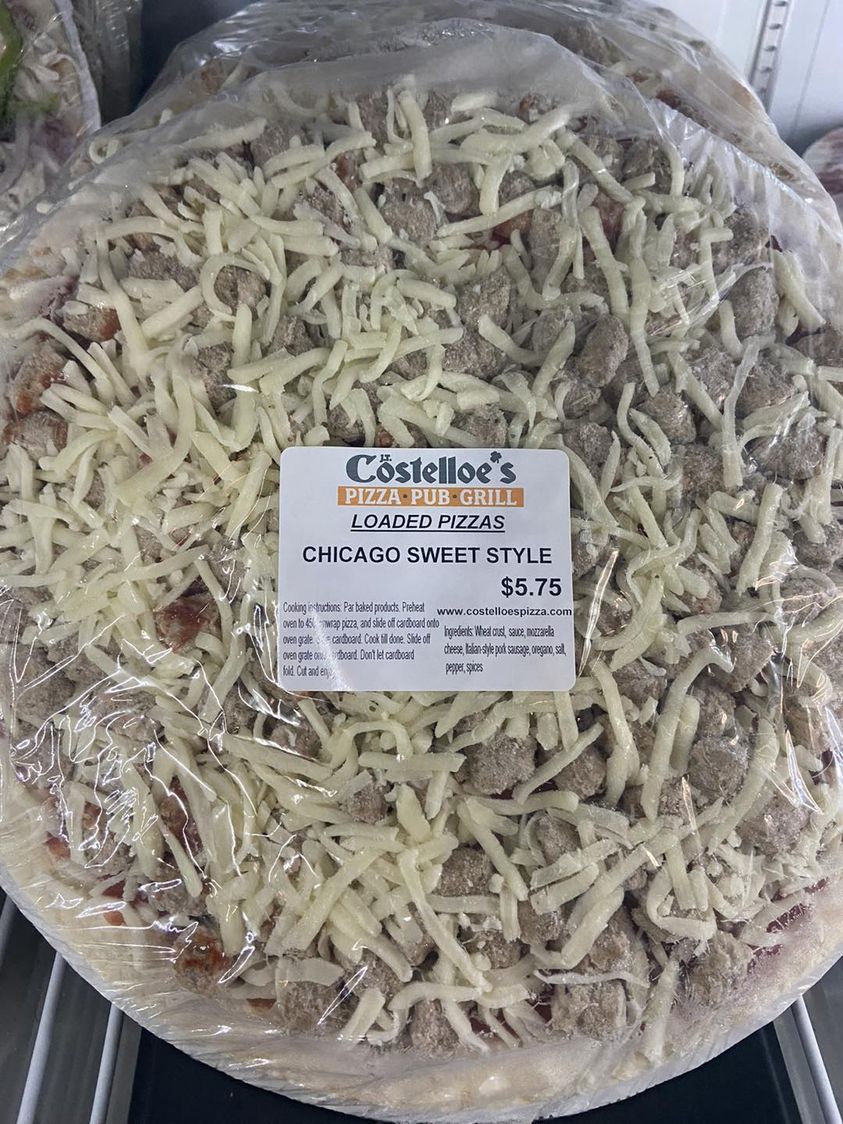 J.T.
Costelloe's
PIZZA • PUB • GRILL
LOADED PIZZAS
CHICAGO SWEET STYLE
$5.75
www.costelloespizza.com
Cooking instructions: Par baked products. Preheat
oven to 450, unwrap pizza, and slide off cardboard onto
oven grate. cardboard. Cook till done. Slide off
oven grate onto cardboard. Don't let cardboard
fold. Cut and enjoy
Ingredients: Wheat crust, sauce, mozzarella
cheese, Italian-style pork sausage, oregano, salt,
pepper, spices